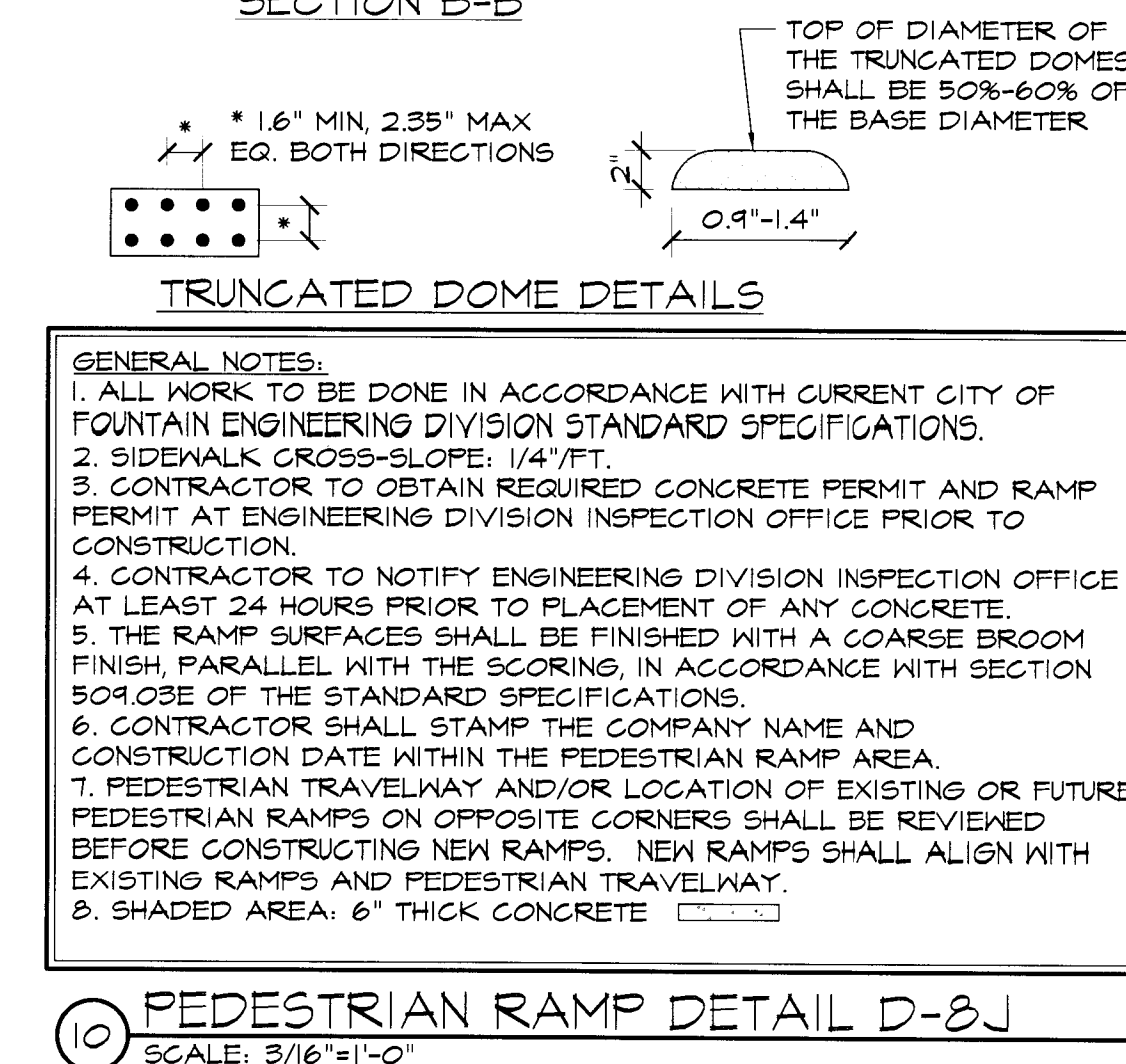 SECTION B-B
TOP OF DIAMETER OF
THE TRUNCATED DOMES
SHALL BE 50%-60% OF
THE BASE DIAMETER
* * 1.6" MIN, 2.35" MAX
EQ. BOTH DIRECTIONS
2"
*
0.9"-1.4"
TRUNCATED DOME DETAILS
GENERAL NOTES:
1. ALL WORK TO BE DONE IN ACCORDANCE WITH CURRENT CITY OF
FOUNTAIN ENGINEERING DIVISION STANDARD SPECIFICATIONS.
2. SIDEWALK CROSS-SLOPE: 1/4"/FT.
3. CONTRACTOR TO OBTAIN REQUIRED CONCRETE PERMIT AND RAMP
PERMIT AT ENGINEERING DIVISION INSPECTION OFFICE PRIOR TO
CONSTRUCTION.
4. CONTRACTOR TO NOTIFY ENGINEERING DIVISION INSPECTION OFFICE
AT LEAST 24 HOURS PRIOR TO PLACEMENT OF ANY CONCRETE.
5. THE RAMP SURFACES SHALL BE FINISHED WITH A COARSE BROOM
FINISH, PARALLEL WITH THE SCORING, IN ACCORDANCE WITH SECTION
509.03E OF THE STANDARD SPECIFICATIONS.
6. CONTRACTOR SHALL STAMP THE COMPANY NAME AND
CONSTRUCTION DATE WITHIN THE PEDESTRIAN RAMP AREA.
7. PEDESTRIAN TRAVELWAY AND/OR LOCATION OF EXISTING OR FUTURE
PEDESTRIAN RAMPS ON OPPOSITE CORNERS SHALL BE REVIEWED
BEFORE CONSTRUCTING NEW RAMPS. NEW RAMPS SHALL ALIGN WITH
EXISTING RAMPS AND PEDESTRIAN TRAVELWAY.
8. SHADED AREA: 6" THICK CONCRETE
10 PEDESTRIAN RAMP DETAIL D-8J
SCALE: 3/16"=1'-0"